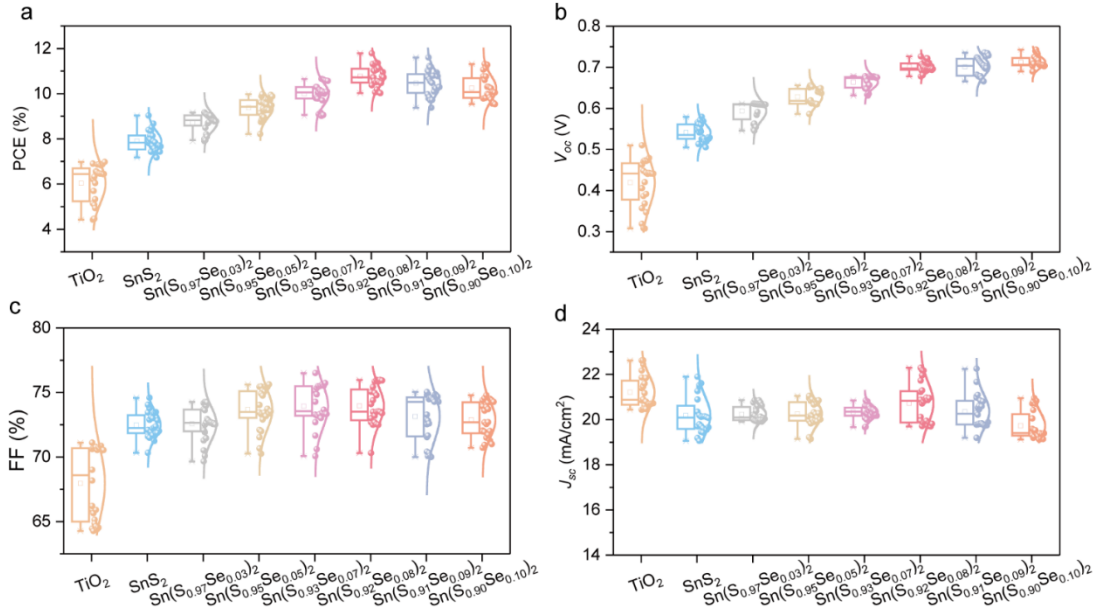 a
PCE (%)
12
10
8
6
4
TiO₂
SnS₂
Sn(S₀.₉₇Se₀.₀₃)₂
Sn(S₀.₉₅Se₀.₀₅)₂
Sn(S₀.₉₃Se₀.₀₇)₂
Sn(S₀.₉₂Se₀.₀₈)₂
Sn(S₀.₉₁Se₀.₀₉)₂
Sn(S₀.₉₀Se₀.₁₀)₂
b
Voc (V)
0.8
0.7
0.6
0.5
0.4
0.3
TiO₂
SnS₂
Sn(S₀.₉₇Se₀.₀₃)₂
Sn(S₀.₉₅Se₀.₀₅)₂
Sn(S₀.₉₃Se₀.₀₇)₂
Sn(S₀.₉₂Se₀.₀₈)₂
Sn(S₀.₉₁Se₀.₀₉)₂
Sn(S₀.₉₀Se₀.₁₀)₂
c
FF (%)
80
75
70
65
TiO₂
SnS₂
Sn(S₀.₉₇Se₀.₀₃)₂
Sn(S₀.₉₅Se₀.₀₅)₂
Sn(S₀.₉₃Se₀.₀₇)₂
Sn(S₀.₉₂Se₀.₀₈)₂
Sn(S₀.₉₁Se₀.₀₉)₂
Sn(S₀.₉₀Se₀.₁₀)₂
d
Jsc (mA/cm²)
24
22
20
18
16
14
TiO₂
SnS₂
Sn(S₀.₉₇Se₀.₀₃)₂
Sn(S₀.₉₅Se₀.₀₅)₂
Sn(S₀.₉₃Se₀.₀₇)₂
Sn(S₀.₉₂Se₀.₀₈)₂
Sn(S₀.₉₁Se₀.₀₉)₂
Sn(S₀.₉₀Se₀.₁₀)₂